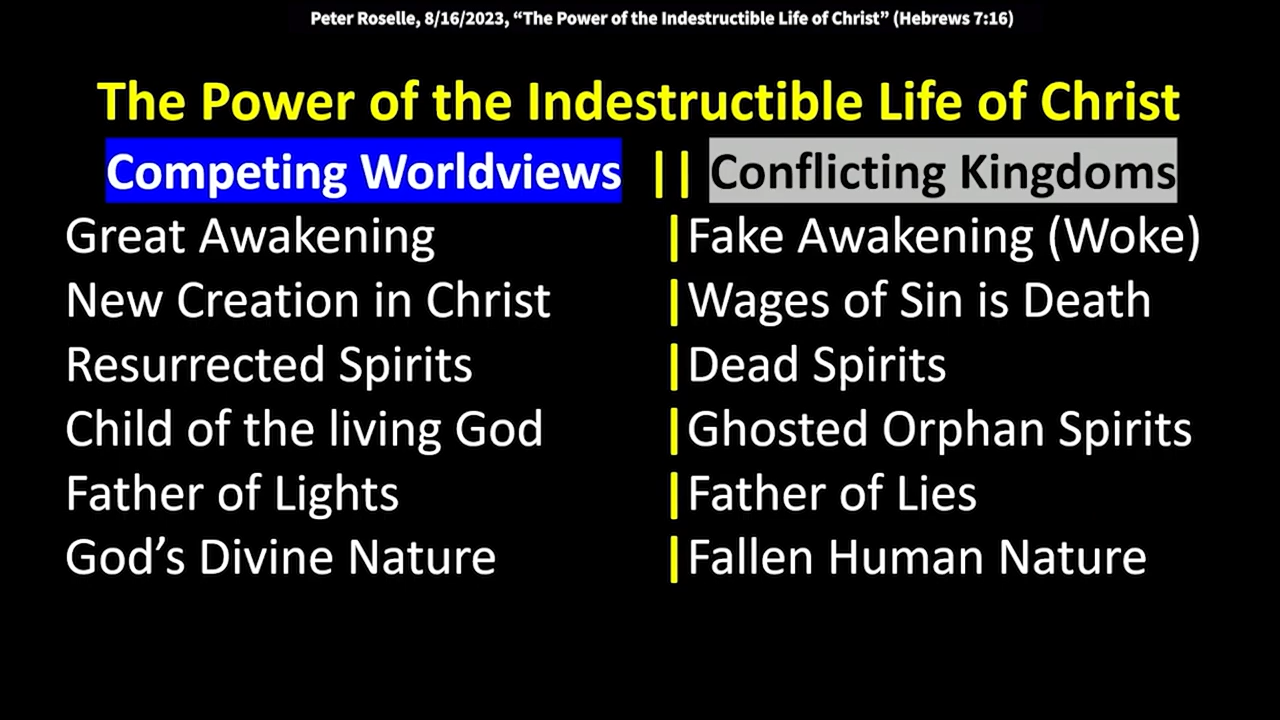 Peter Roselle, 8/16/2023, “The Power of the Indestructible Life of Christ” (Hebrews 7:16)
The Power of the Indestructible Life of Christ
Competing Worldviews || Conflicting Kingdoms
Great Awakening |Fake Awakening (Woke)
New Creation in Christ |Wages of Sin is Death
Resurrected Spirits |Dead Spirits
Child of the living God |Ghosted Orphan Spirits
Father of Lights |Father of Lies
God’s Divine Nature |Fallen Human Nature